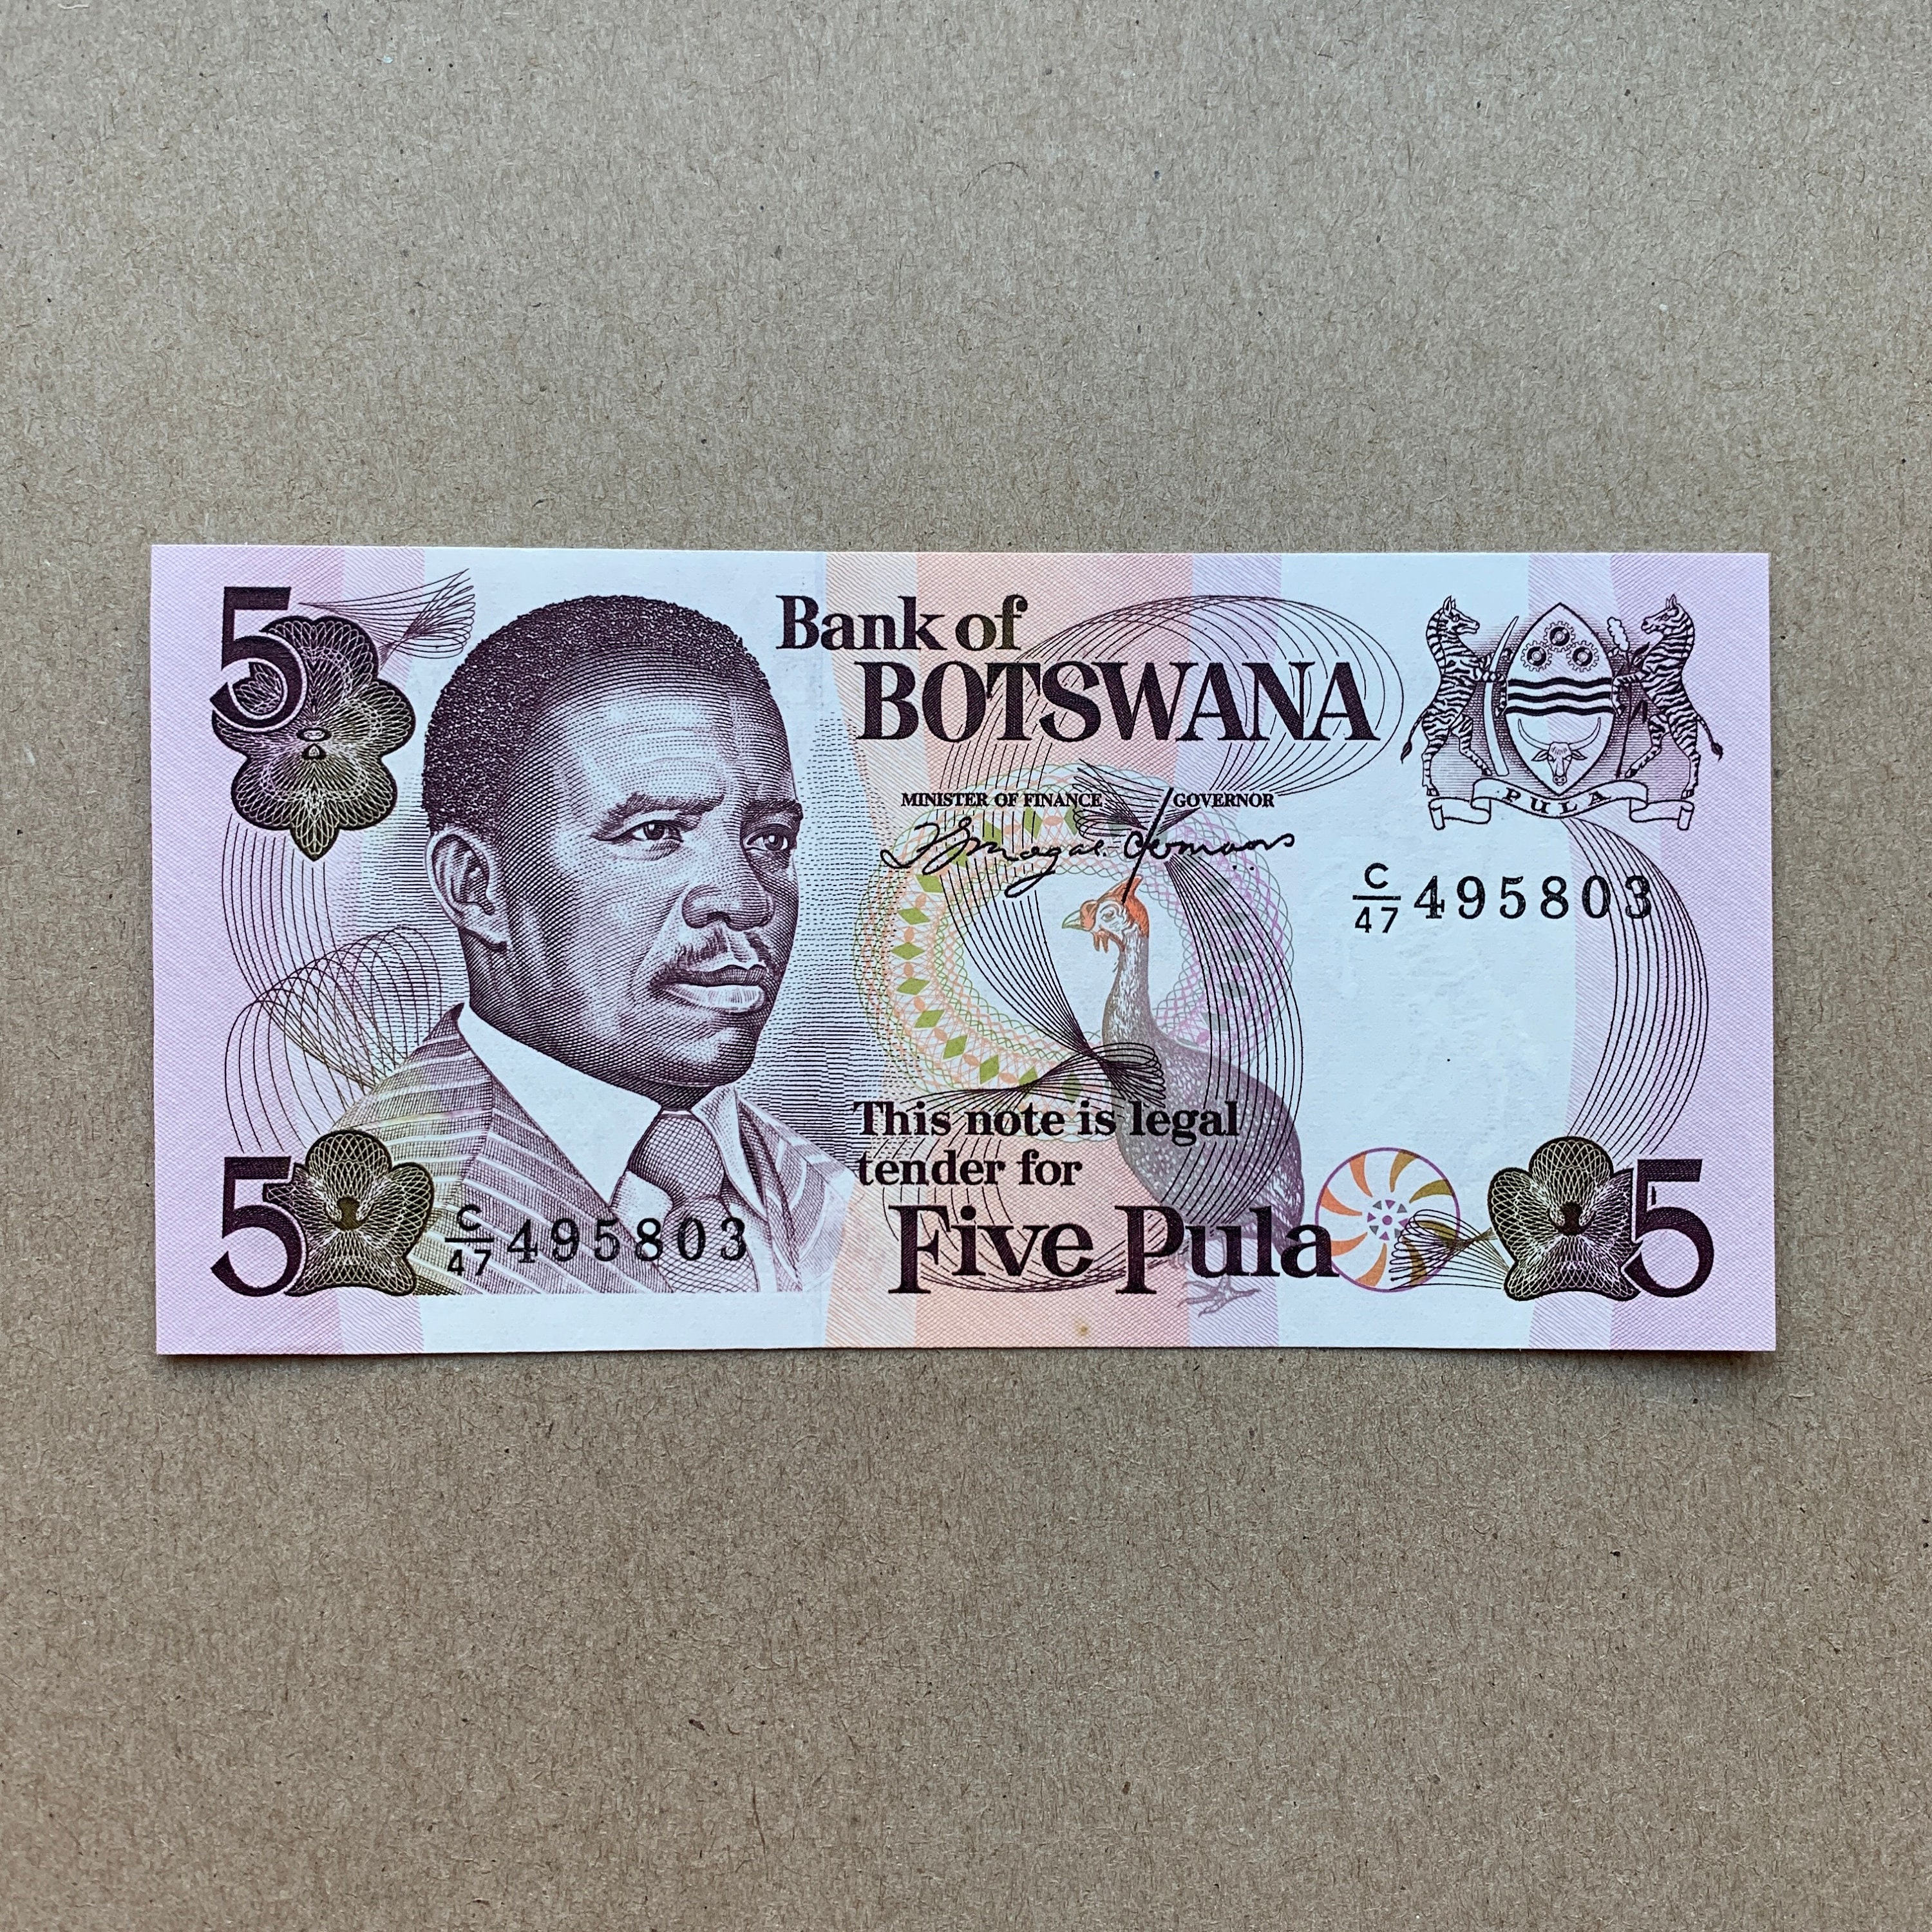 5
Bank of
BOTSWANA
PULA
MINISTER OF FINANCE
GOVERNOR
C/47 495803
This note is legal
tender for
Five Pula
5
C/47 495803
5